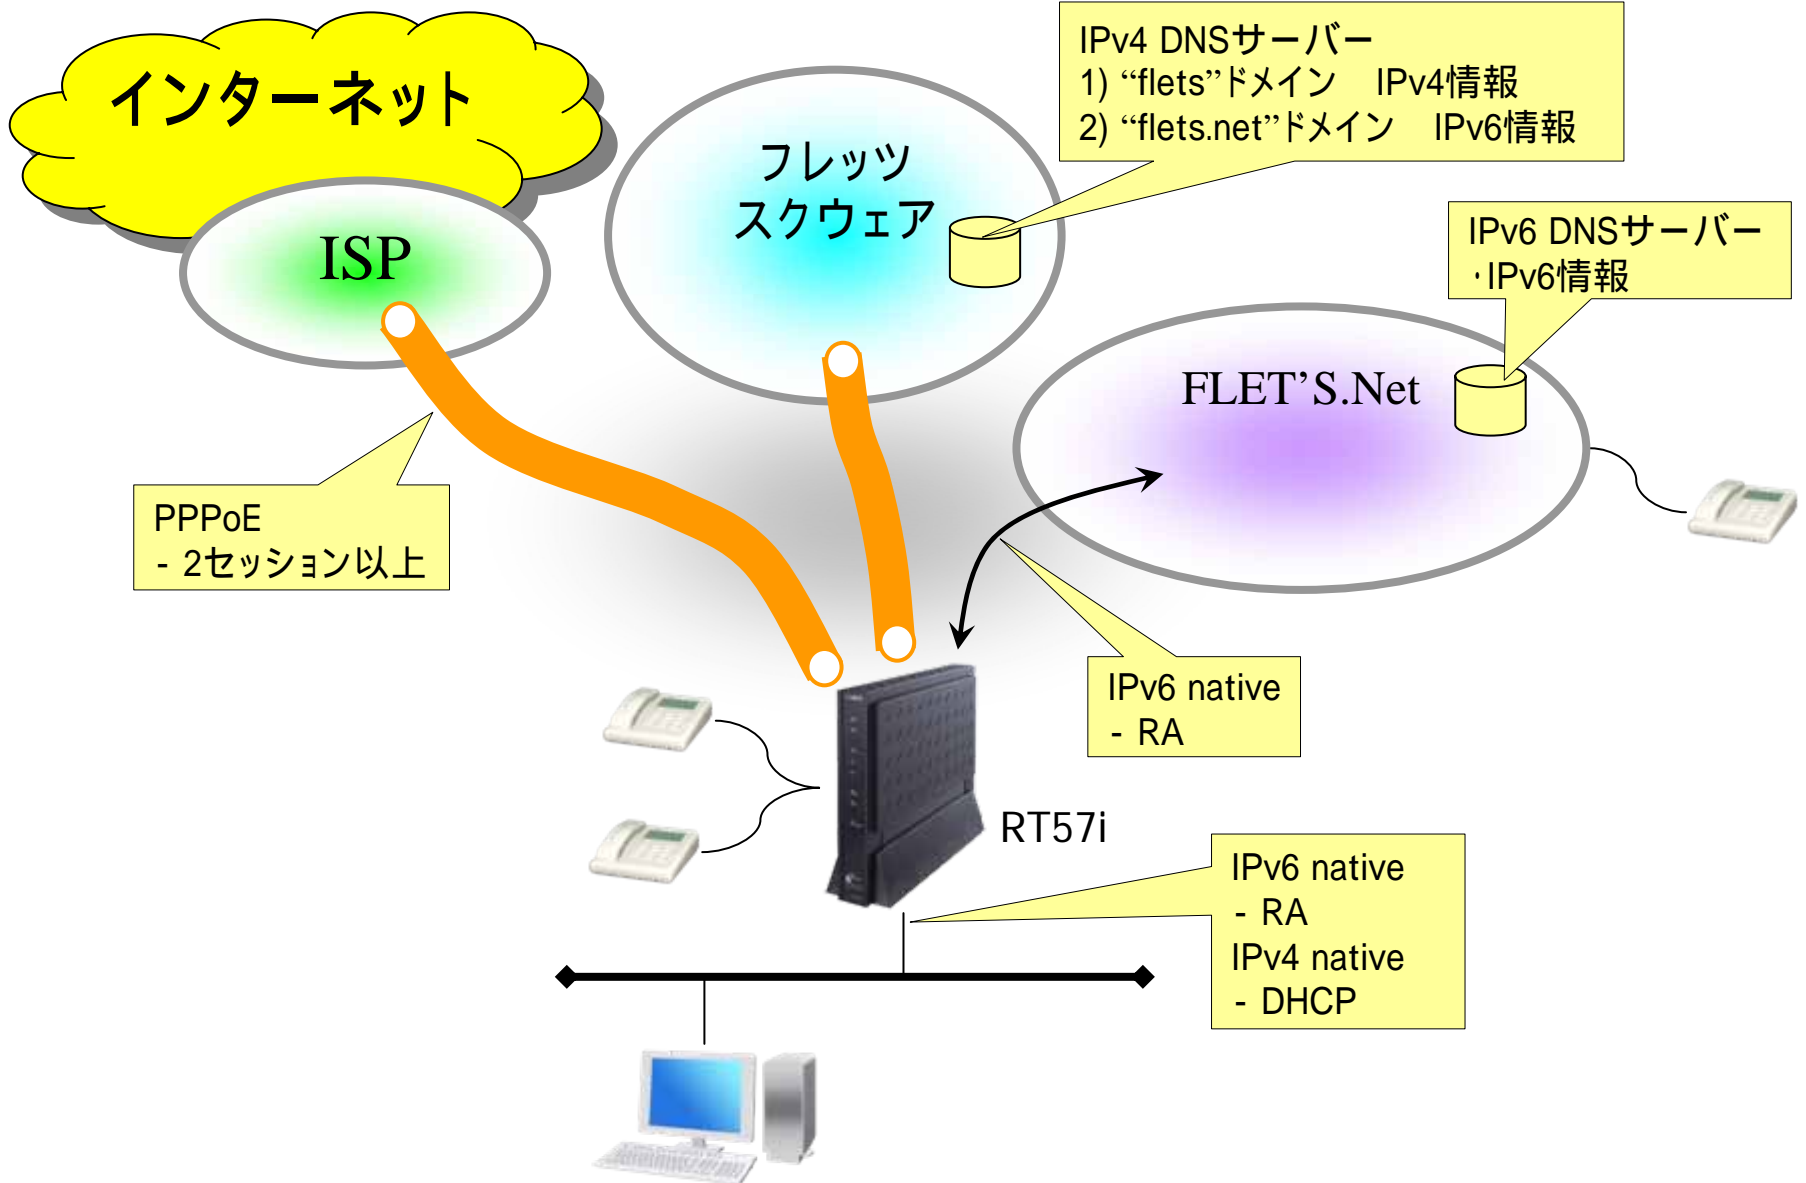 インターネット
ISP
フレッツ
スクウェア
IPv4 DNSサーバー
1) “flets”ドメイン　IPv4情報
2) “flets.net”ドメイン　IPv6情報
IPv6 DNSサーバー
・IPv6情報
FLET’S.Net
PPPoE
- 2セッション以上
IPv6 native
- RA
RT57i
IPv6 native
- RA
IPv4 native
- DHCP